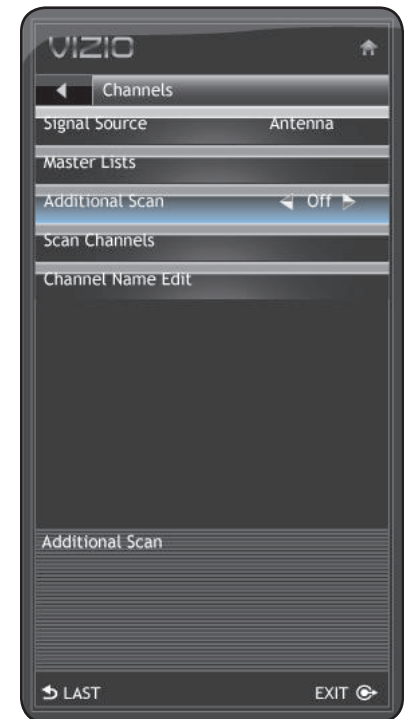 VIZIO
Channels
Signal Source Antenna
Master Lists
Additional Scan Off
Scan Channels
Channel Name Edit
Additional Scan
LAST EXIT